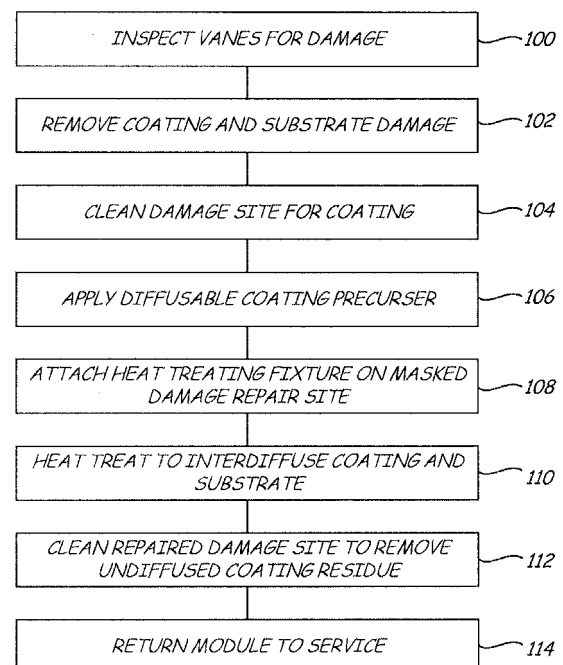 INSPECT VANES FOR DAMAGE 100
REMOVE COATING AND SUBSTRATE DAMAGE 102
CLEAN DAMAGE SITE FOR COATING 104
APPLY DIFFUSABLE COATING PRECURSER 106
ATTACH HEAT TREATING FIXTURE ON MASKED
DAMAGE REPAIR SITE 108
HEAT TREAT TO INTERDIFFUSE COATING AND
SUBSTRATE 110
CLEAN REPAIRED DAMAGE SITE TO REMOVE
UNDIFFUSED COATING RESIDUE 112
RETURN MODULE TO SERVICE 114